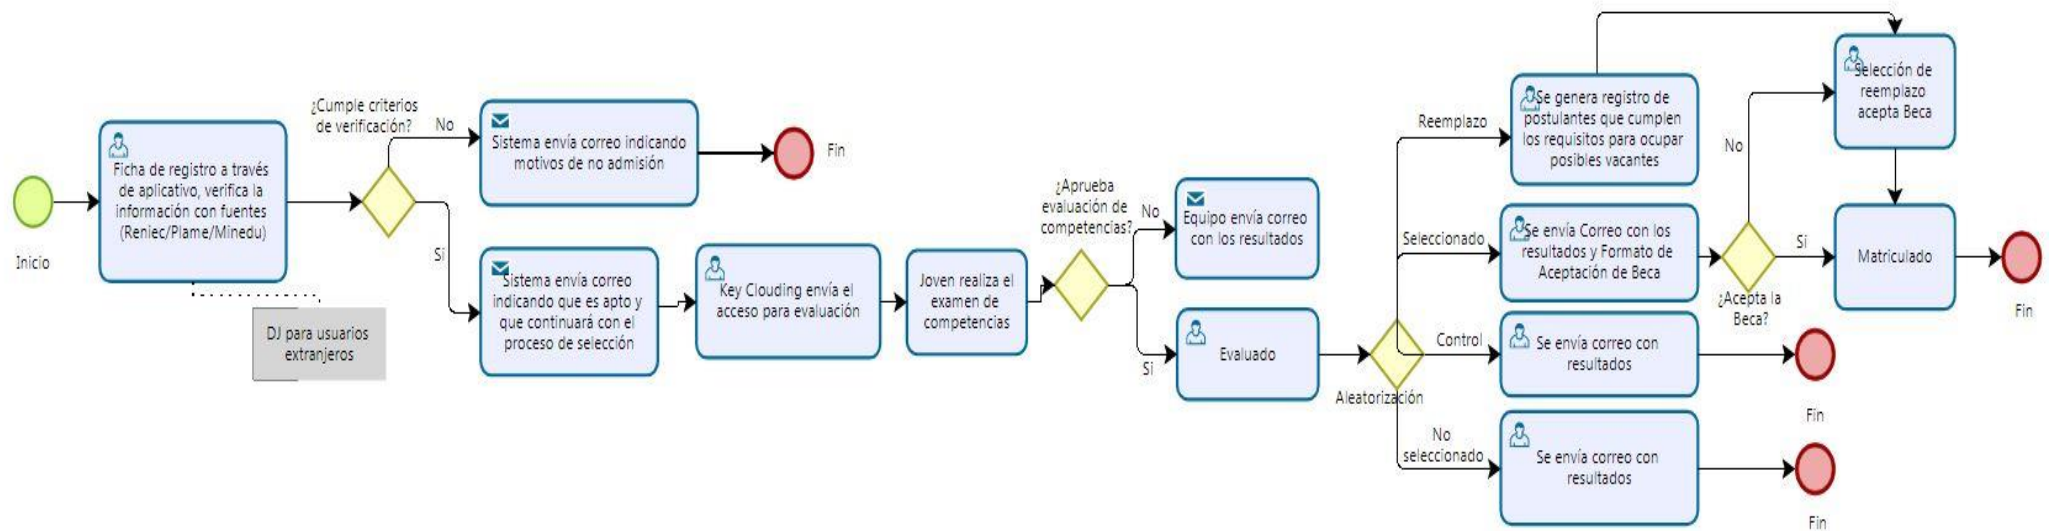 Inicio
Ficha de registro a través
de aplicativo, verifica la
información con fuentes
(Reniec/Plame/Minedu)
DJ para usuarios
extranjeros
¿Cumple criterios
de verificación?
No
Sistema envía correo indicando
motivos de no admisión
Fin
Si
Sistema envía correo
indicando que es apto y
que continuará con el
proceso de selección
Key Clouding envía el
acceso para evaluación
Joven realiza el
examen de
competencias
¿Aprueba
evaluación de
competencias?
No
Equipo envía correo
con los resultados
Si
Evaluado
Aleatorización
Reemplazo
Se genera registro de
postulantes que cumplen
los requisitos para ocupar
posibles vacantes
Seleccionado
Se envía Correo con los
resultados y Formato de
Aceptación de Beca
¿Acepta la
Beca?
No
Selección de
reemplazo
acepta Beca
Si
Matriculado
Fin
Control
Se envía correo con
resultados
Fin
No
seleccionado
Se envía correo con
resultados
Fin